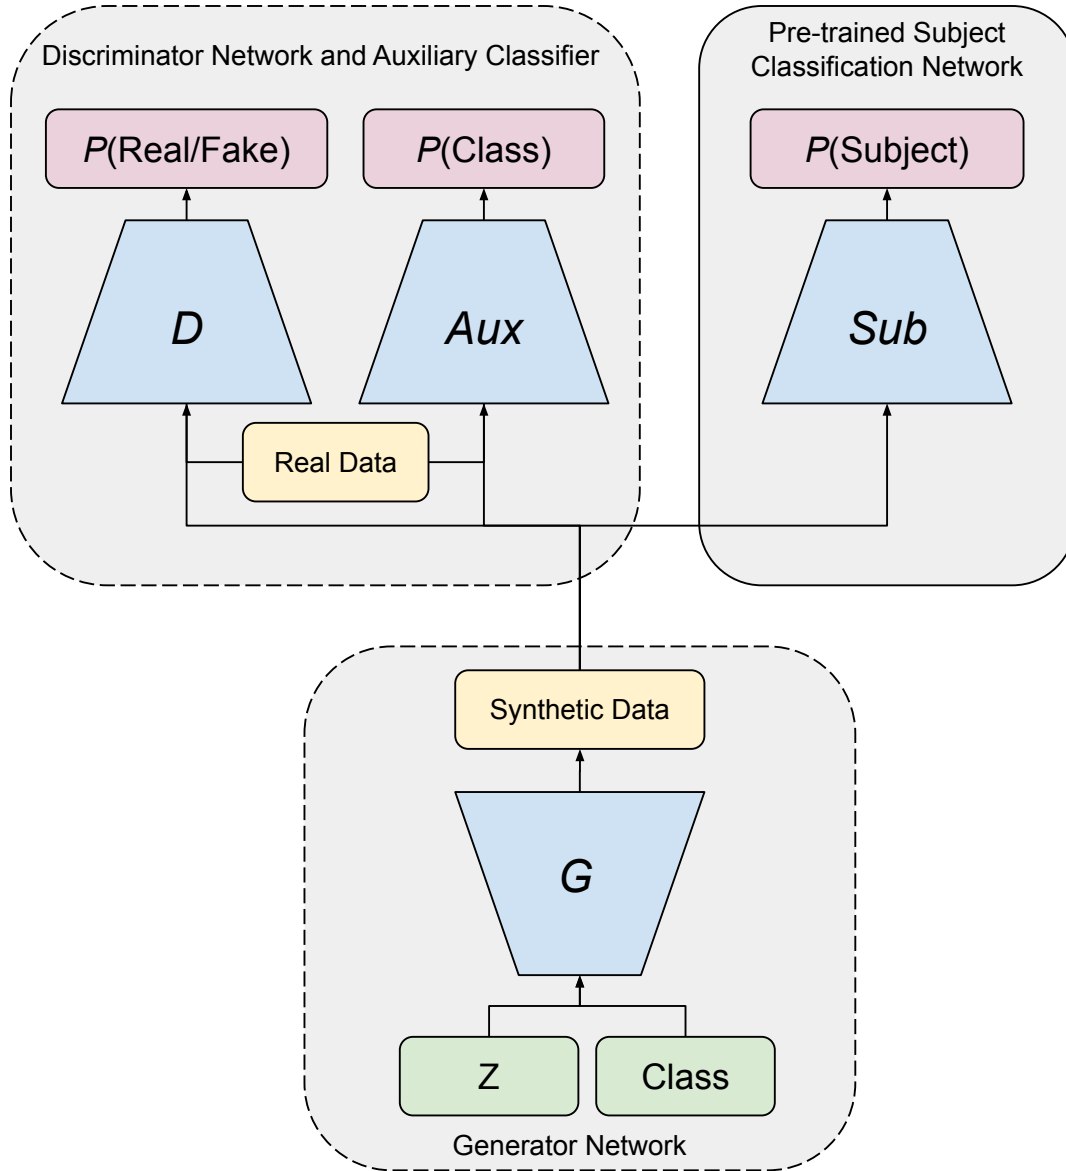 Discriminator Network and Auxiliary Classifier
Pre-trained Subject
Classification Network
P(Real/Fake)
P(Class)
P(Subject)
D
Aux
Sub
Real Data
Synthetic Data
G
Z
Class
Generator Network